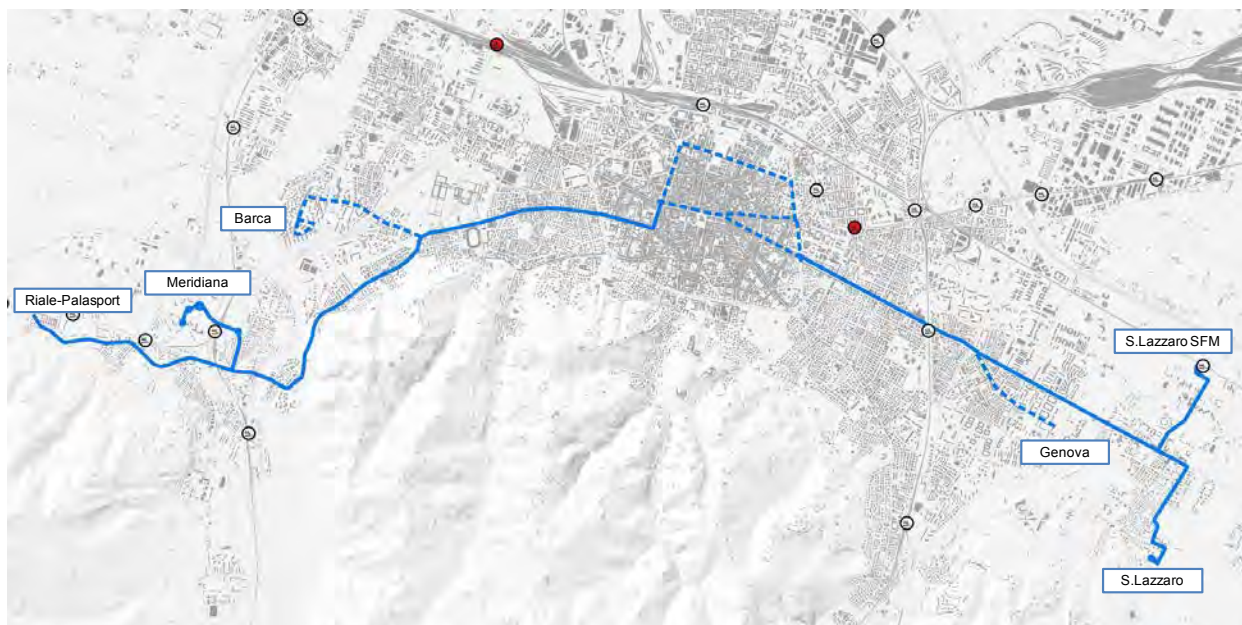 Barca
Meridiana
Riale-Palasport
S.Lazzaro SFM
Genova
S.Lazzaro